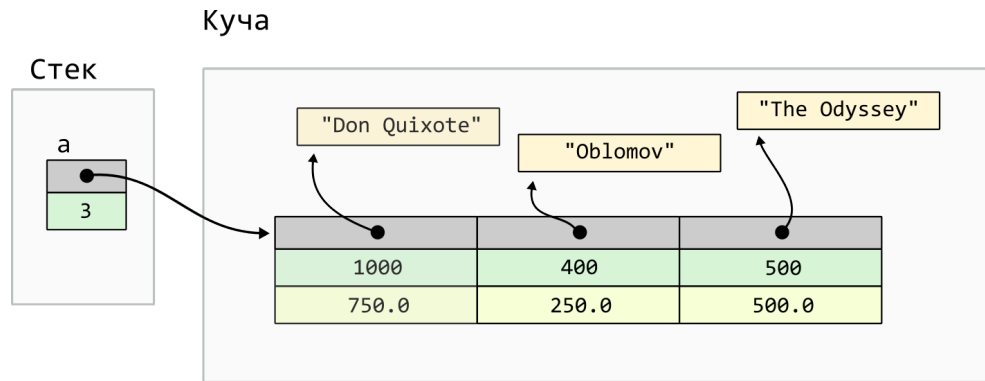 Куча
Стек
"The Odyssey"
"Don Quixote"
"Oblomov"
a
3
1000 400 500
750.0 250.0 500.0